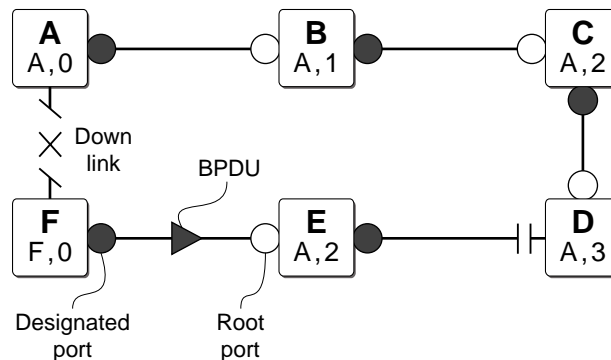 A
A,0
B
A,1
C
A,2
Down
link
BPDU
F
F,0
E
A,2
D
A,3
Designated
port
Root
port